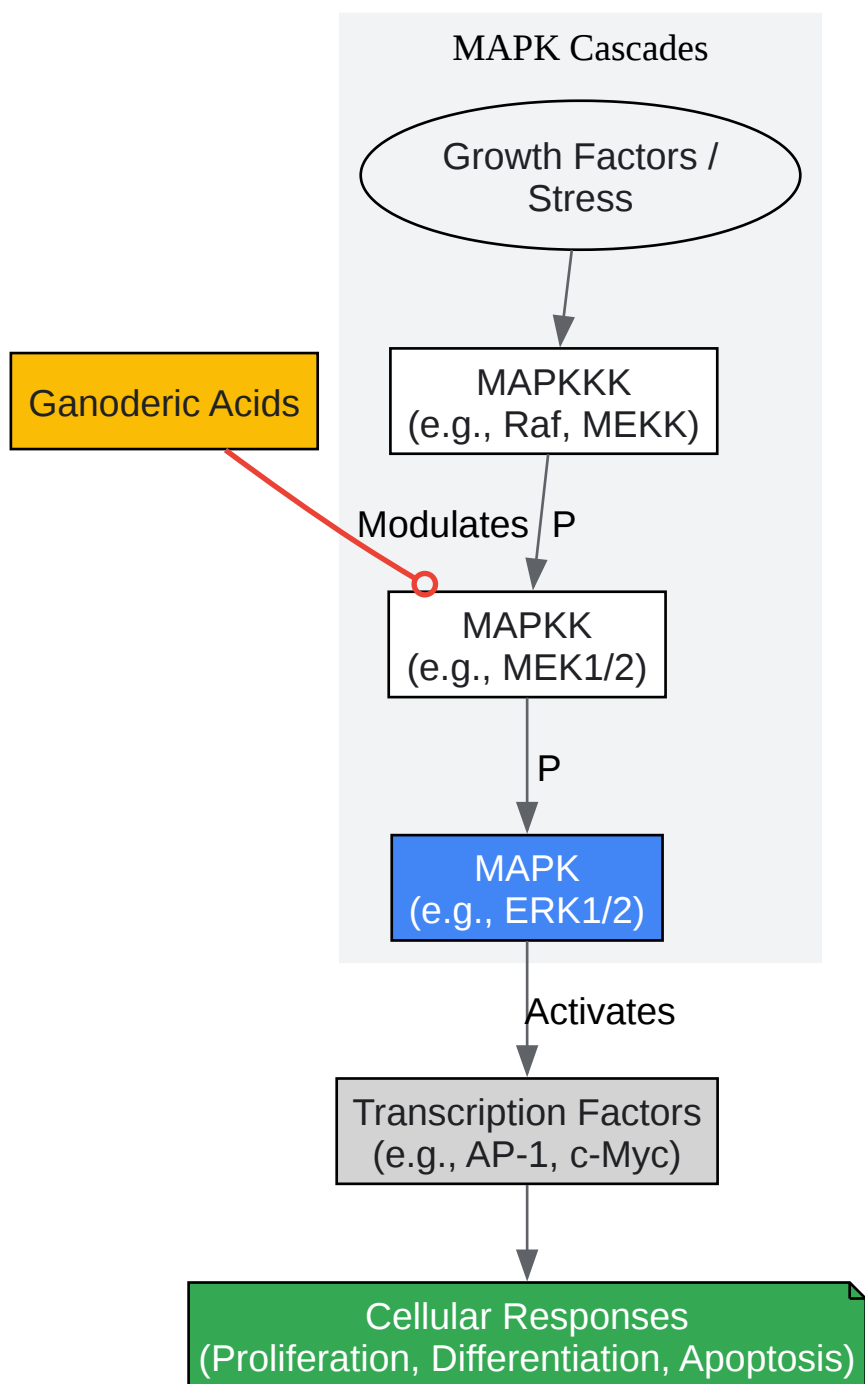 MAPK Cascades
Growth Factors /
Stress
Ganoderic Acids
MAPKKK
(e.g., Raf, MEKK)
Modulates
P
MAPKK
(e.g., MEK1/2)
P
MAPK
(e.g., ERK1/2)
Activates
Transcription Factors
(e.g., AP-1, c-Myc)
Cellular Responses
(Proliferation, Differentiation, Apoptosis)